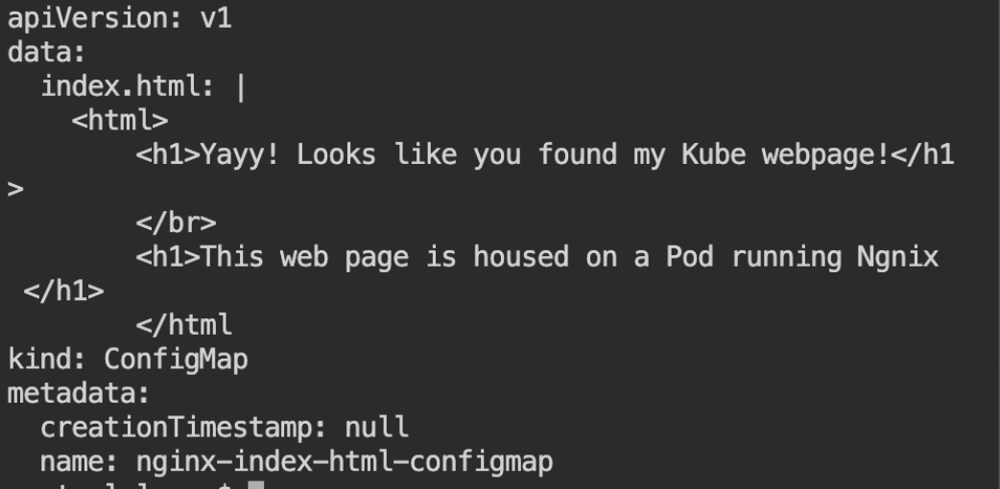 apiVersion: v1
data:
  index.html: |
    <html>
        <h1>Yayy! Looks like you found my Kube webpage!</h1
>
        </br>
        <h1>This web page is housed on a Pod running Ngnix
 </h1>
        </html
kind: ConfigMap
metadata:
  creationTimestamp: null
  name: nginx-index-html-configmap